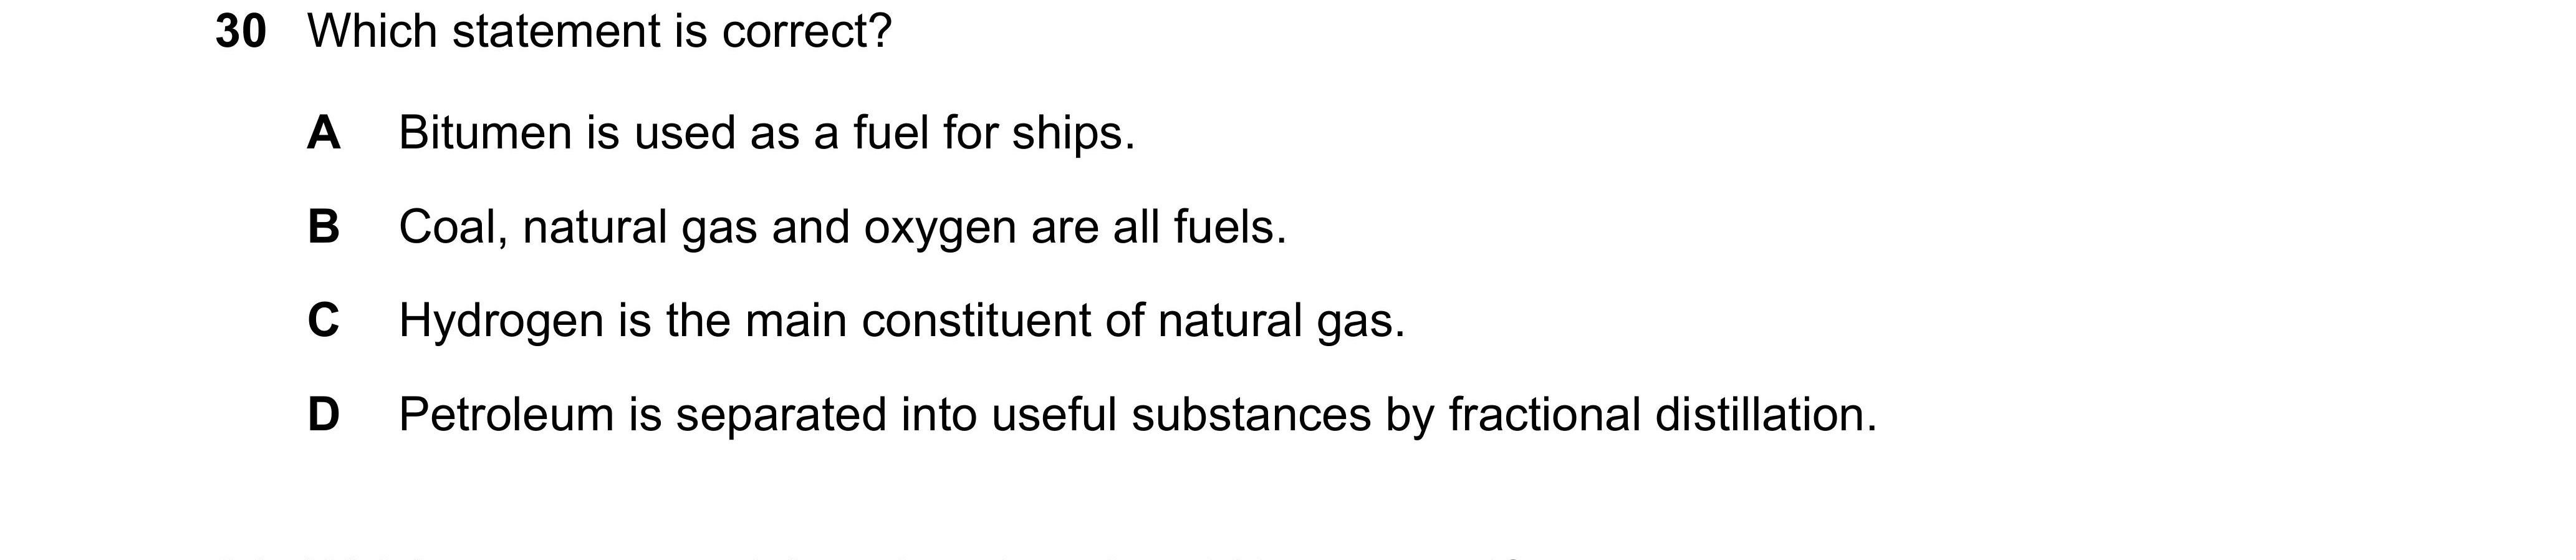 30 Which statement is correct?
A Bitumen is used as a fuel for ships.
B Coal, natural gas and oxygen are all fuels.
C Hydrogen is the main constituent of natural gas.
D Petroleum is separated into useful substances by fractional distillation.